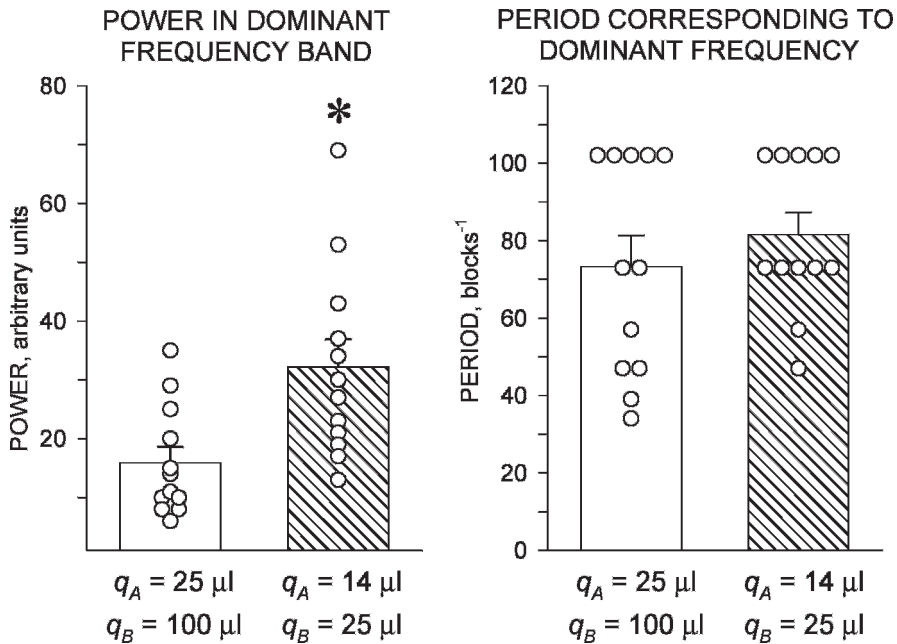 POWER IN DOMINANT
FREQUENCY BAND
POWER, arbitrary units
80
60
40
20
*
q_A = 25 µl
q_B = 100 µl
q_A = 14 µl
q_B = 25 µl
PERIOD CORRESPONDING TO
DOMINANT FREQUENCY
PERIOD, blocks⁻¹
120
100
80
60
40
20
0
q_A = 25 µl
q_B = 100 µl
q_A = 14 µl
q_B = 25 µl